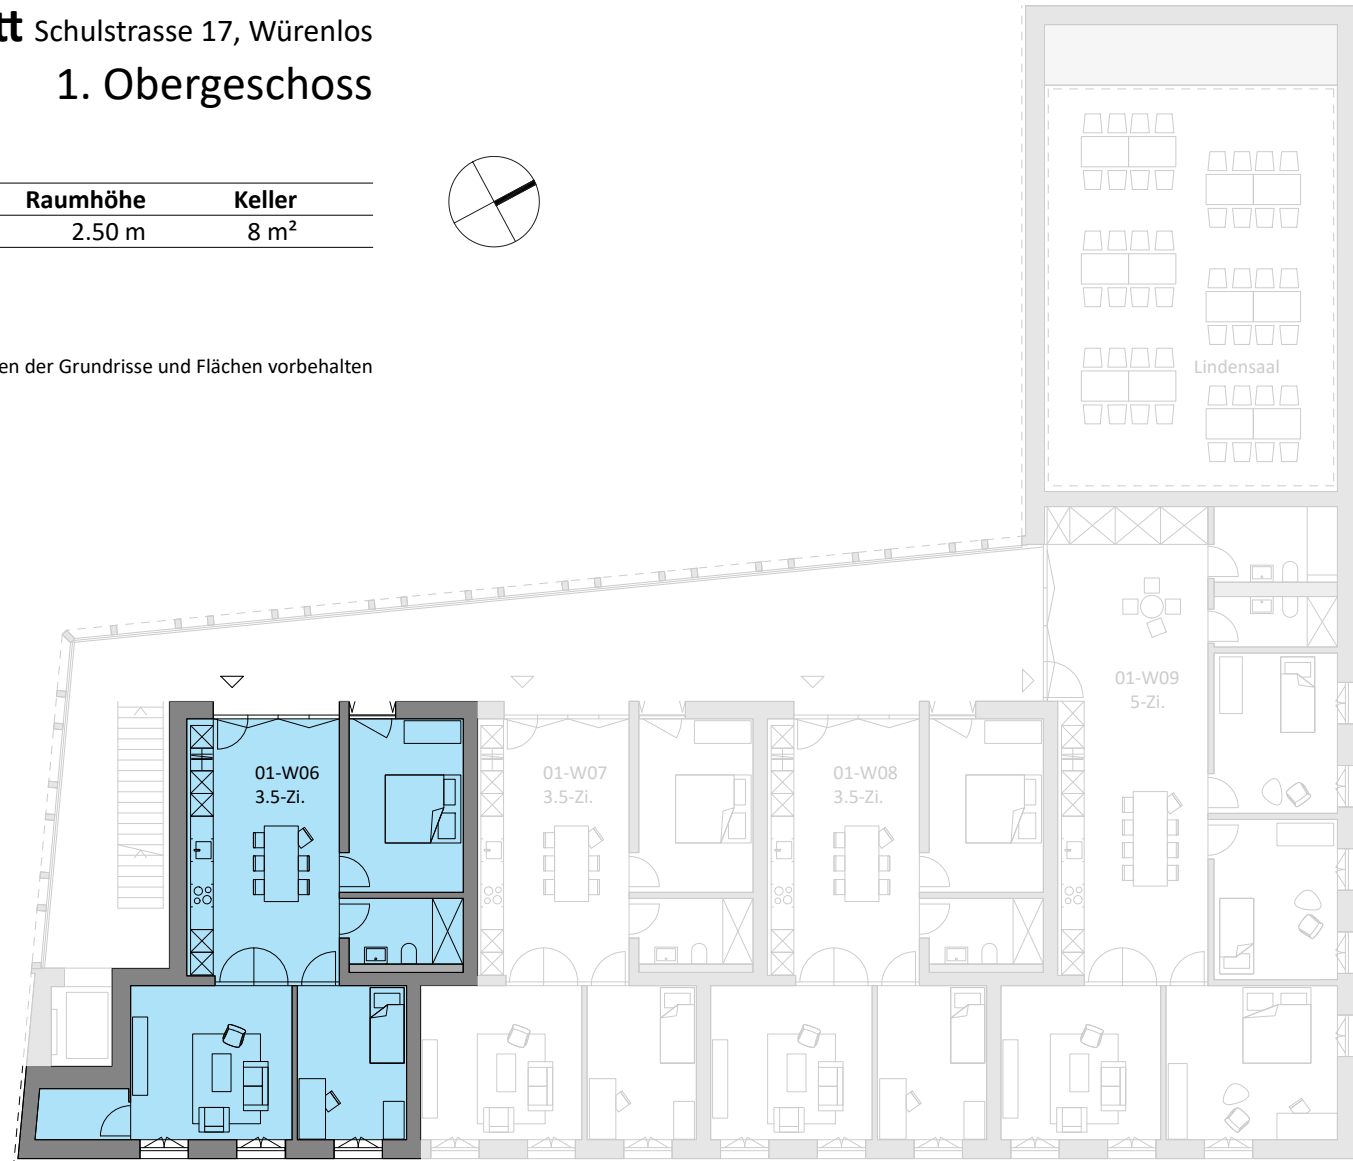 tt Schulstrasse 17, Würenlos
1. Obergeschoss
Raumhöhe Keller
2.50 m 8 m²
en der Grundrisse und Flächen vorbehalten
Lindensaal
01-W09
5-Zi.
01-W06
3.5-Zi.
01-W07
3.5-Zi.
01-W08
3.5-Zi.